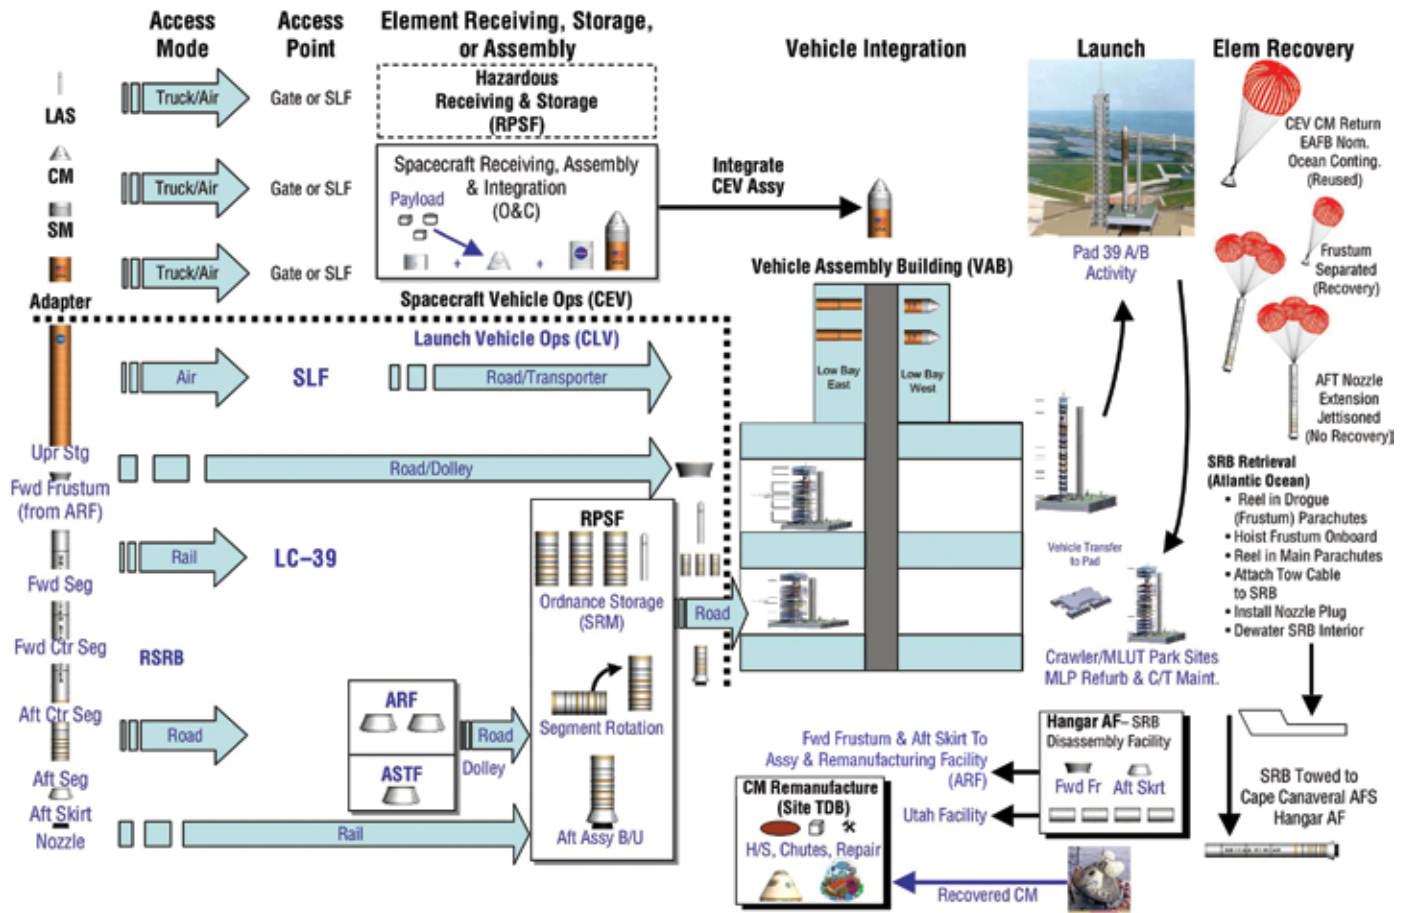 Access
Mode
Access
Point
Element Receiving, Storage,
or Assembly
Vehicle Integration
Launch
Elem Recovery
LAS
Truck/Air
Gate or SLF
Hazardous
Receiving & Storage
(RPSF)
CM
SM
Truck/Air
Gate or SLF
Spacecraft Receiving, Assembly
& Integration
(O&C)
Payload
+
+
Integrate
CEV Assy
Adapter
Truck/Air
Gate or SLF
Spacecraft Vehicle Ops (CEV)
Launch Vehicle Ops (CLV)
Air
SLF
Road/Transporter
Upr Stg
Fwd Frustum
(from ARF)
Road/Dolley
Fwd Seg
Rail
LC–39
Fwd Ctr Seg
RSRB
Aft Ctr Seg
Road
Aft Seg
Aft Skirt
Nozzle
Rail
ARF
ASTF
Road
Dolley
RPSF
Ordnance Storage
(SRM)
Segment Rotation
Aft Assy B/U
Road
Vehicle Assembly Building (VAB)
Low Bay
East
Low Bay
West
Pad 39 A/B
Activity
Vehicle Transfer
to Pad
Crawler/MLUT Park Sites
MLP Refurb & C/T Maint.
CEV CM Return
EAFB Nom.
Ocean Conting.
(Reused)
Frustum
Separated
(Recovery)
AFT Nozzle
Extension
Jettisoned
(No Recovery)
SRB Retrieval
(Atlantic Ocean)
• Reel in Drogue
(Frustum) Parachutes
• Hoist Frustum Onboard
• Reel in Main Parachutes
• Attach Tow Cable
to SRB
• Install Nozzle Plug
• Dewater SRB Interior
SRB Towed to
Cape Canaveral AFS
Hangar AF
Hangar AF– SRB
Disassembly Facility
Fwd Fr
Aft Skrt
Fwd Frustum & Aft Skirt To
Assy & Remanufacturing Facility
(ARF)
Utah Facility
CM Remanufacture
(Site TDB)
H/S, Chutes, Repair
Recovered CM